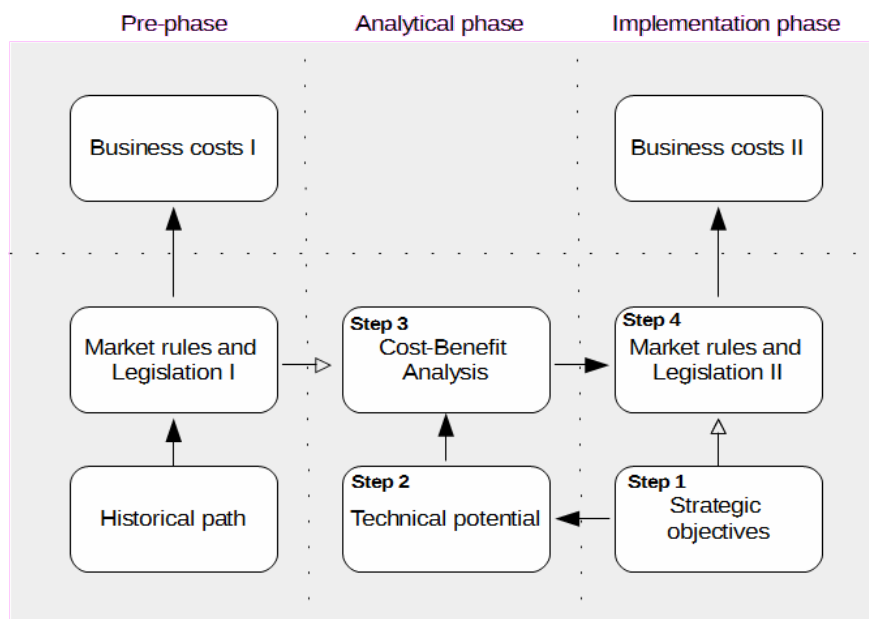 Pre-phase
Analytical phase
Implementation phase
Business costs I
Business costs II
Market rules and
Legislation I
Step 3
Cost-Benefit
Analysis
Step 4
Market rules and
Legislation II
Historical path
Step 2
Technical potential
Step 1
Strategic
objectives